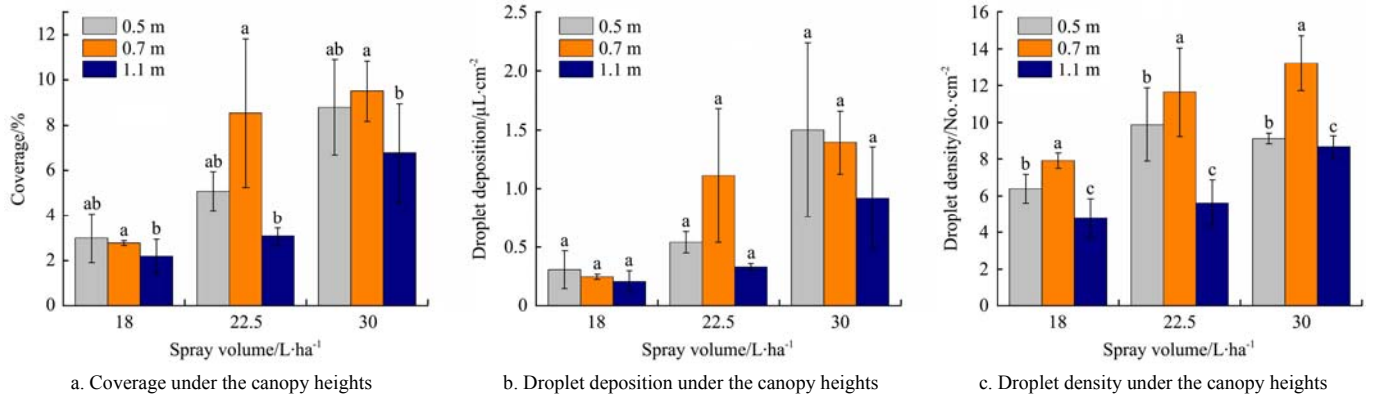 12
10
8
6
4
2
0
Coverage/%
0.5 m
0.7 m
1.1 m
ab
a
b
ab
a
b
ab
a
b
18
22.5
30
Spray volume/L·ha⁻¹
a. Coverage under the canopy heights
2.5
2.0
1.5
1.0
0.5
0
Droplet deposition/μL·cm⁻²
0.5 m
0.7 m
1.1 m
a
a
a
a
a
a
a
a
a
18
22.5
30
Spray volume/L·ha⁻¹
b. Droplet deposition under the canopy heights
16
14
12
10
8
6
4
2
0
Droplet density/No.·cm⁻²
0.5 m
0.7 m
1.1 m
b
a
c
b
a
c
b
a
c
18
22.5
30
Spray volume/L·ha⁻¹
c. Droplet density under the canopy heights